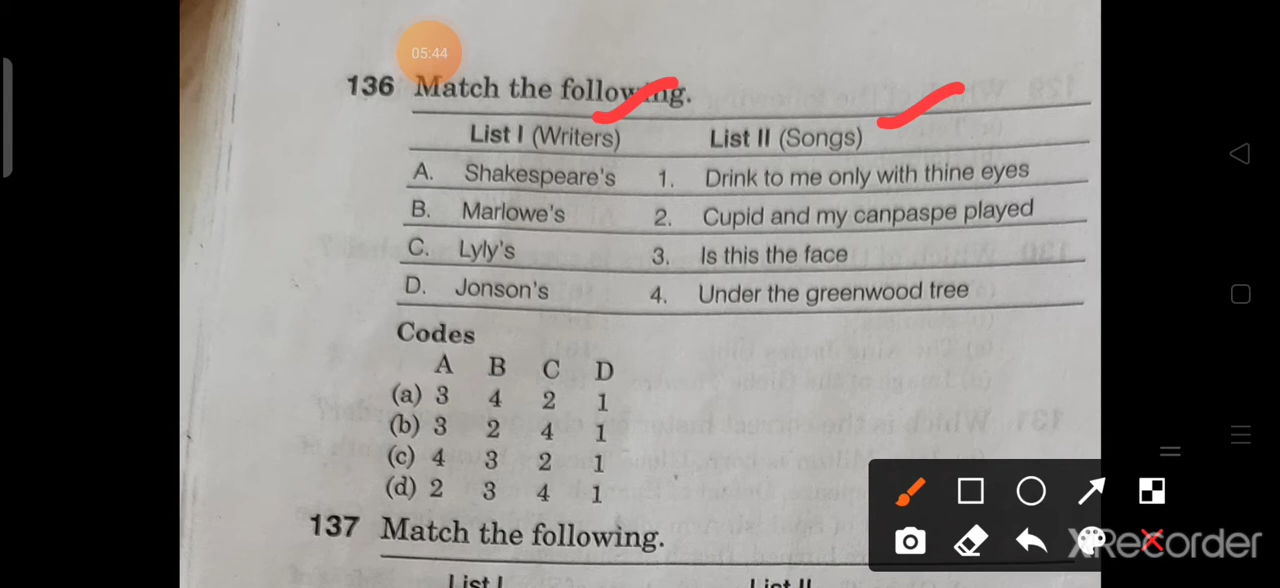 05:44
136 Match the following.
List I (Writers) List II (Songs)
A. Shakespeare's 1. Drink to me only with thine eyes
B. Marlowe's 2. Cupid and my canpaspe played
C. Lyly's 3. Is this the face
D. Jonson's 4. Under the greenwood tree
Codes
A B C D
(a) 3 4 2 1
(b) 3 2 4 1
(c) 4 3 2 1
(d) 2 3 4 1
137 Match the following.
List I List II
XRecorder